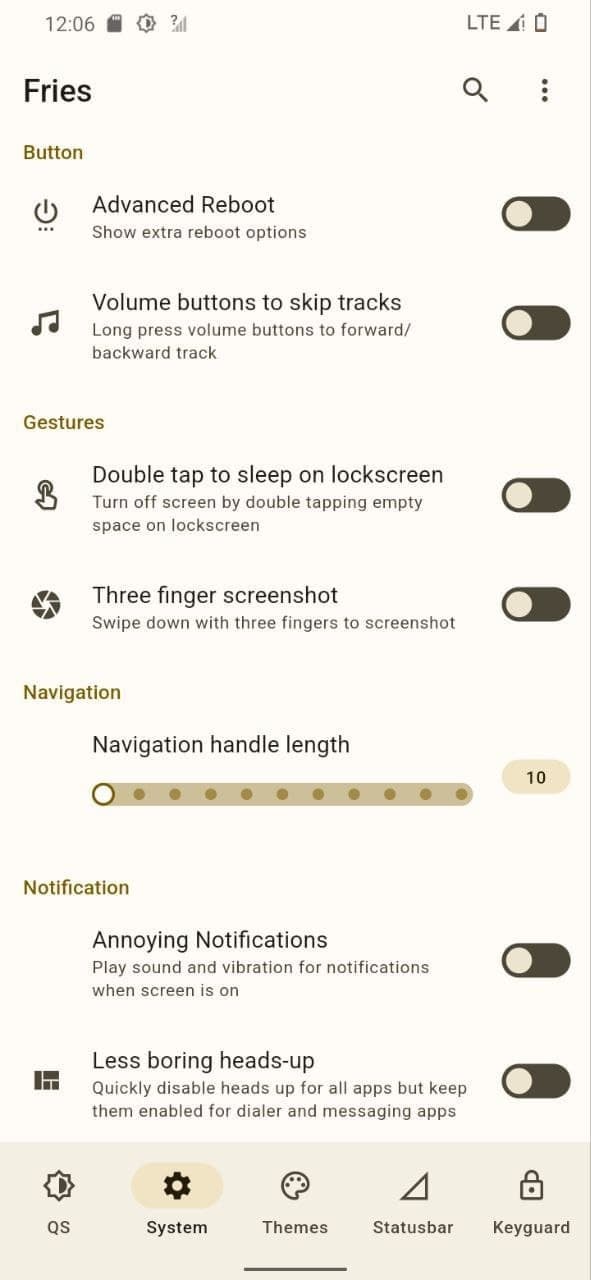 12:06
LTE
Fries
Button
Advanced Reboot
Show extra reboot options
Volume buttons to skip tracks
Long press volume buttons to forward/
backward track
Gestures
Double tap to sleep on lockscreen
Turn off screen by double tapping empty
space on lockscreen
Three finger screenshot
Swipe down with three fingers to screenshot
Navigation
Navigation handle length
10
Notification
Annoying Notifications
Play sound and vibration for notifications
when screen is on
Less boring heads-up
Quickly disable heads up for all apps but keep
them enabled for dialer and messaging apps
QS
System
Themes
Statusbar
Keyguard